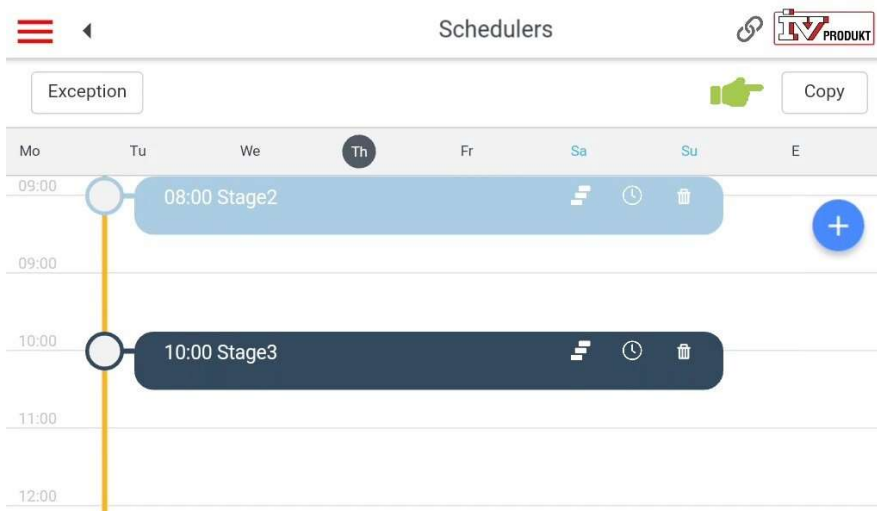 Schedulers
IV PRODUKT
Exception
Copy
Mo Tu We Th Fr Sa Su E
09:00
08:00 Stage2
09:00
10:00
10:00 Stage3
11:00
12:00